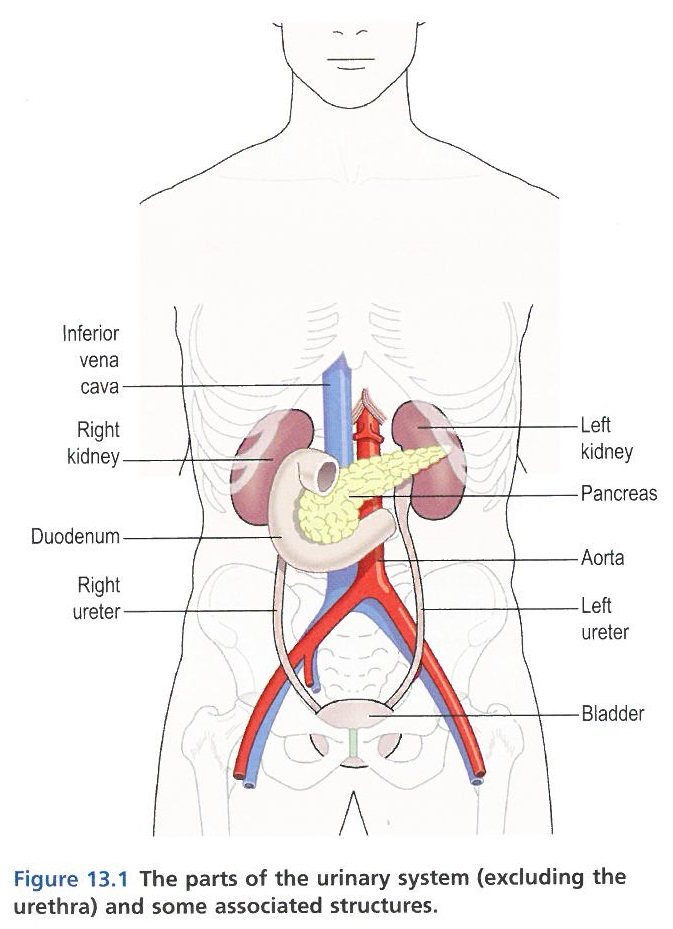 Inferior
vena
cava
Right
kidney
Duodenum
Right
ureter
Left
kidney
Pancreas
Aorta
Left
ureter
Bladder
Figure 13.1 The parts of the urinary system (excluding the
urethra) and some associated structures.